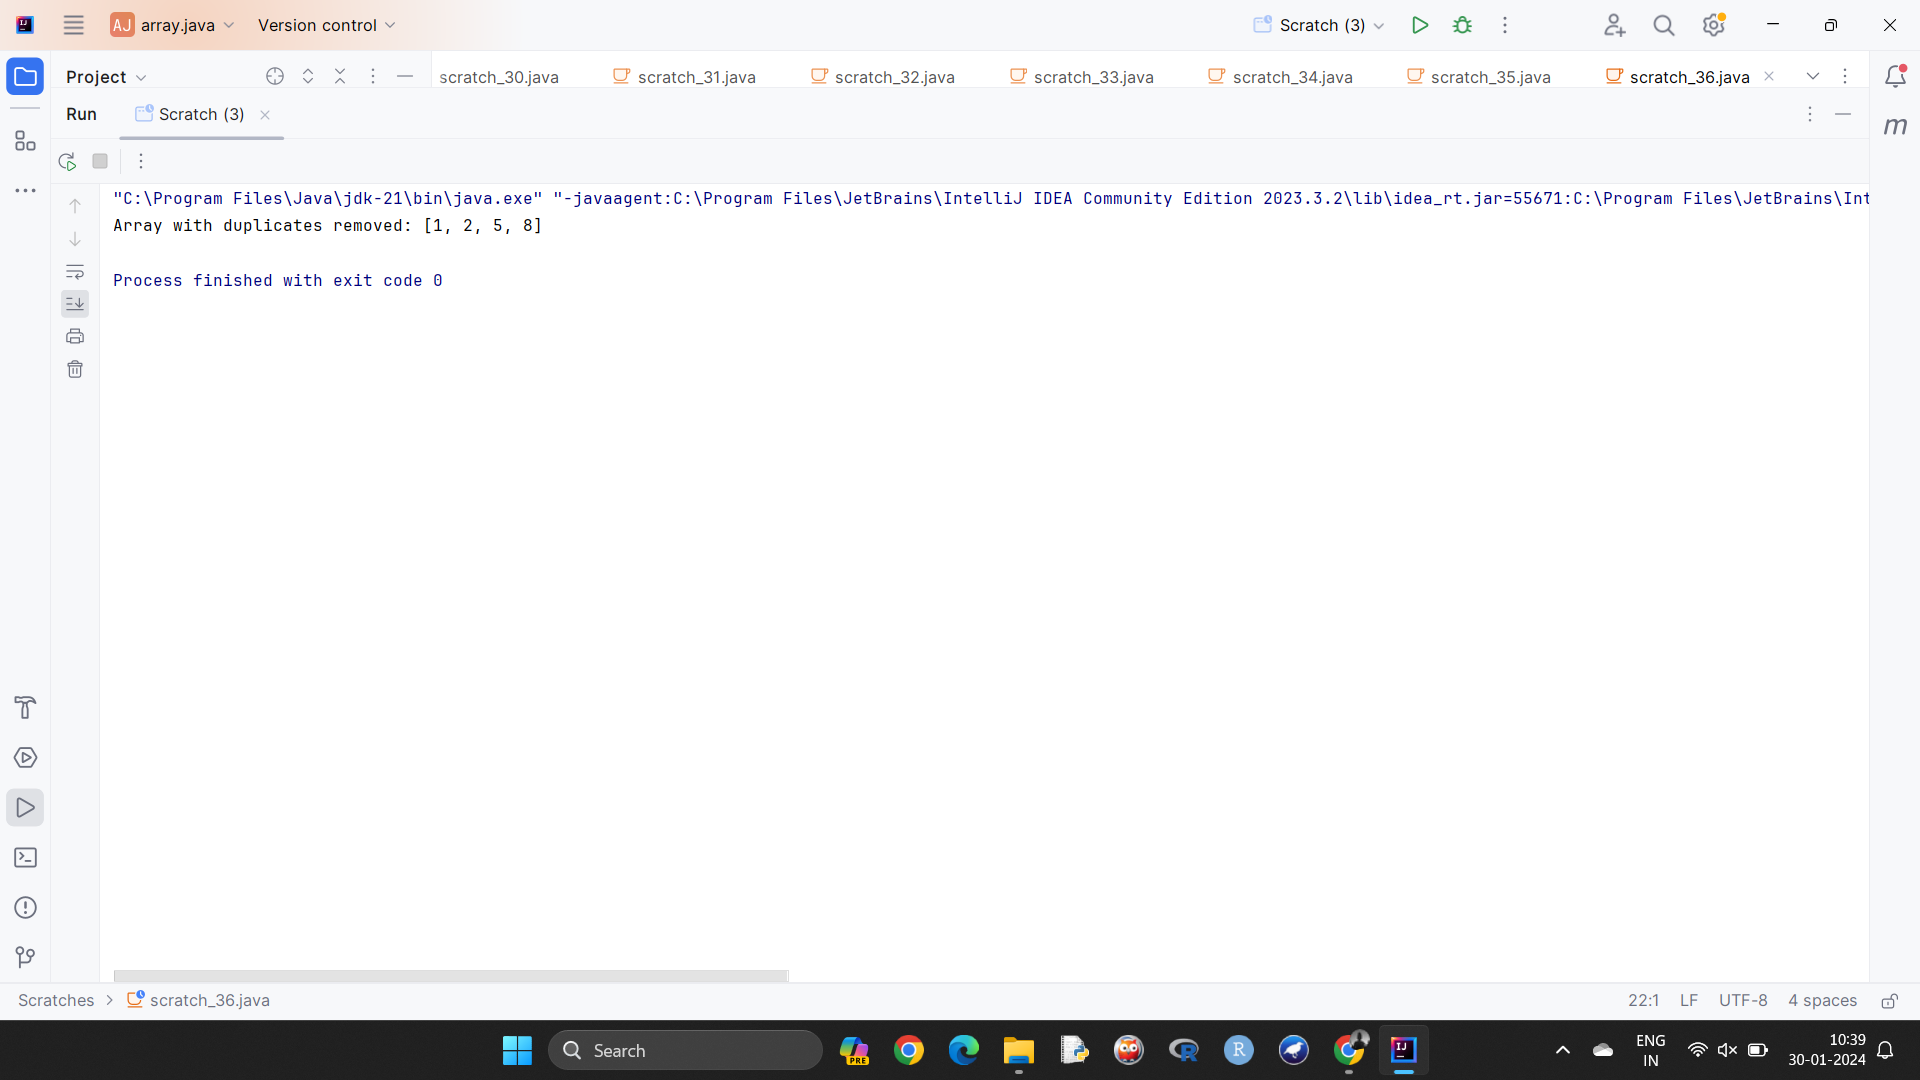 AJ array.java Version control Scratch (3)
Project scratch_30.java scratch_31.java scratch_32.java scratch_33.java scratch_34.java scratch_35.java scratch_36.java
Run Scratch (3)
m
"C:\Program Files\Java\jdk-21\bin\java.exe" "-javaagent:C:\Program Files\JetBrains\IntelliJ IDEA Community Edition 2023.3.2\lib\idea_rt.jar=55671:C:\Program Files\JetBrains\Int
Array with duplicates removed: [1, 2, 5, 8]
Process finished with exit code 0
Scratches > scratch_36.java 22:1 LF UTF-8 4 spaces
Search PRE R R IJ ENG 10:39
IN 30-01-2024